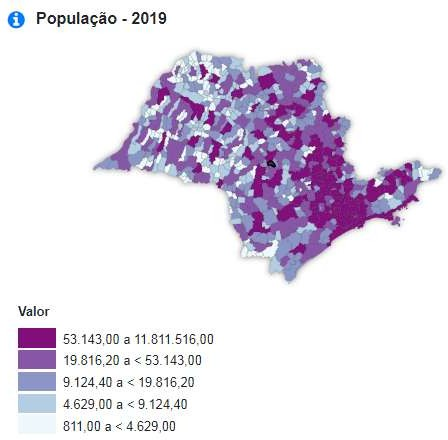 População - 2019
Valor
53.143,00 a 11.811.516,00
19.816,20 a < 53.143,00
9.124,40 a < 19.816,20
4.629,00 a < 9.124,40
811,00 a < 4.629,00